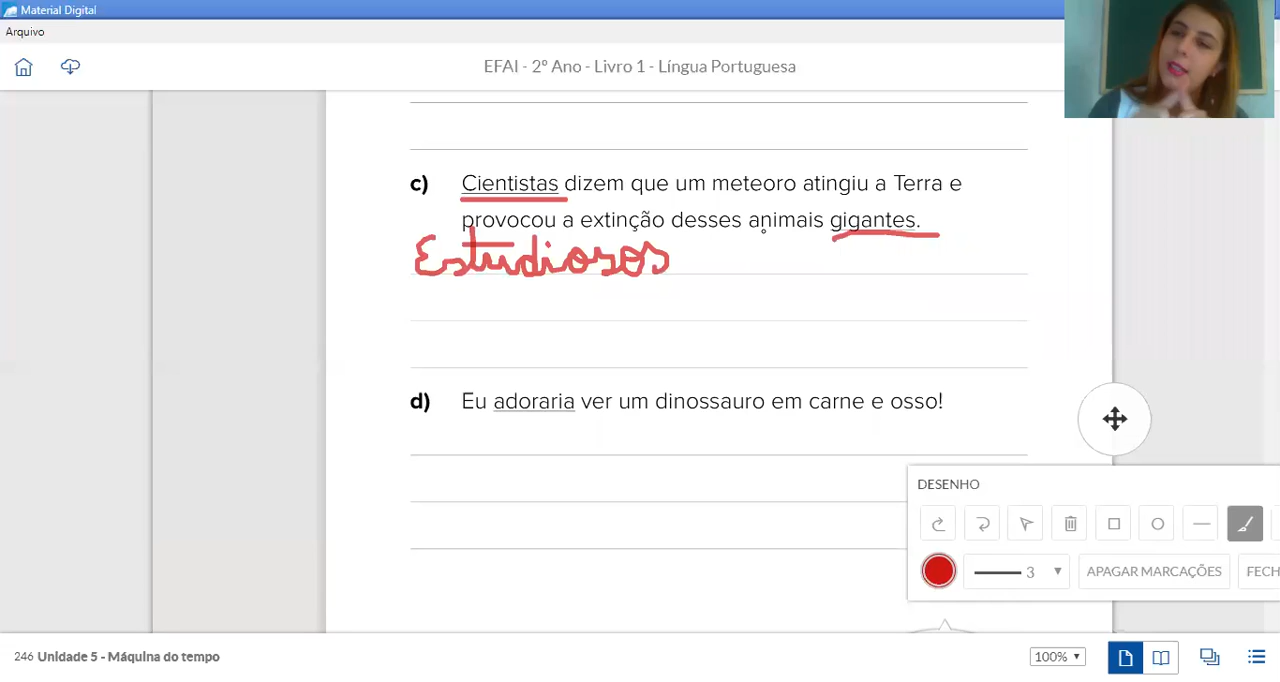 Material Digital
Arquivo
EFAI - 2º Ano - Livro 1 - Língua Portuguesa
c) Cientistas dizem que um meteoro atingiu a Terra e
provocou a extinção desses animais gigantes.
Estudiosos
d) Eu adoraria ver um dinossauro em carne e osso!
DESENHO
3 APAGAR MARCAÇÕES FECH
246 Unidade 5 - Máquina do tempo 100%